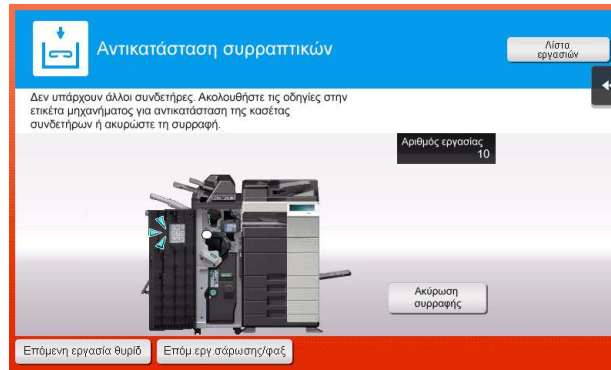 Αντικατάσταση συρραπτικών
Λίστα
εργασιών
Δεν υπάρχουν άλλοι συνδετήρες. Ακολουθήστε τις οδηγίες στην
ετικέτα μηχανήματος για αντικατάσταση της κασέτας
συνδετήρων ή ακυρώστε τη συρραφή.
Αριθμός εργασίας
10
Ακύρωση
συρραφής
Επόμενη εργασία θυρίδ
Επόμ.εργ.σάρωσης/φαξ